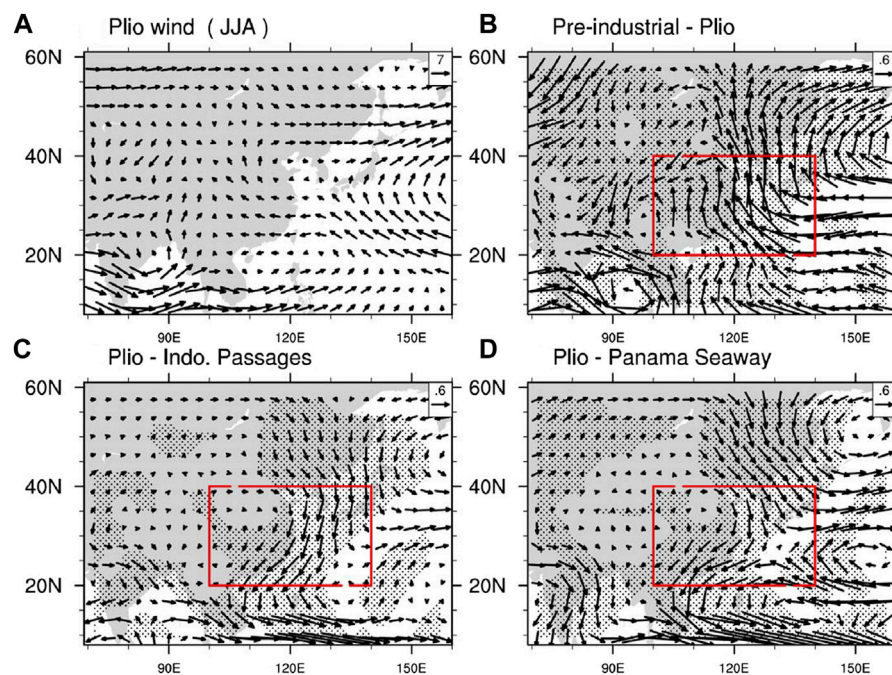 A Plio wind ( JJA )
B Pre-industrial - Plio
60N 7 60N .6
40N 40N
20N 20N
90E 120E 150E 90E 120E 150E
C Plio - Indo. Passages
D Plio - Panama Seaway
60N .6 60N .6
40N 40N
20N 20N
90E 120E 150E 90E 120E 150E